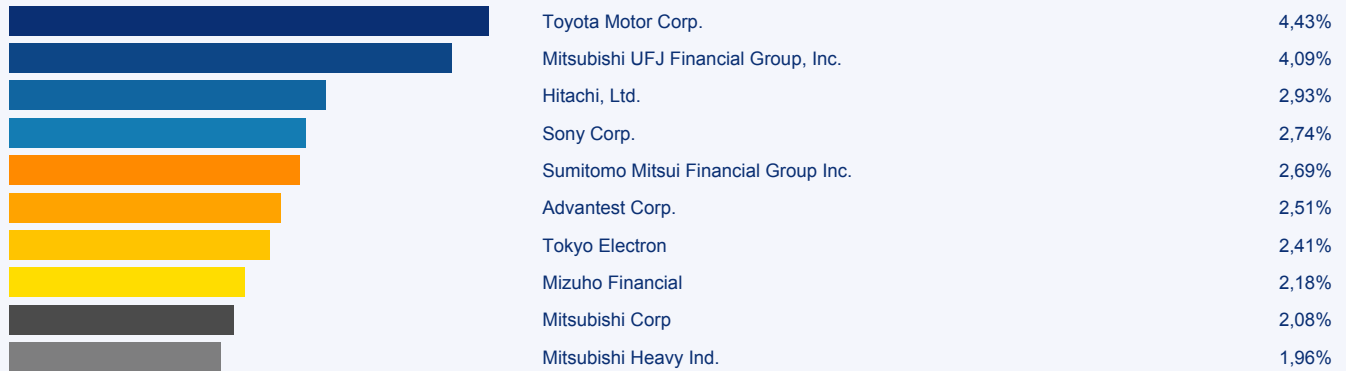 Toyota Motor Corp. 4,43%
Mitsubishi UFJ Financial Group, Inc. 4,09%
Hitachi, Ltd. 2,93%
Sony Corp. 2,74%
Sumitomo Mitsui Financial Group Inc. 2,69%
Advantest Corp. 2,51%
Tokyo Electron 2,41%
Mizuho Financial 2,18%
Mitsubishi Corp 2,08%
Mitsubishi Heavy Ind. 1,96%